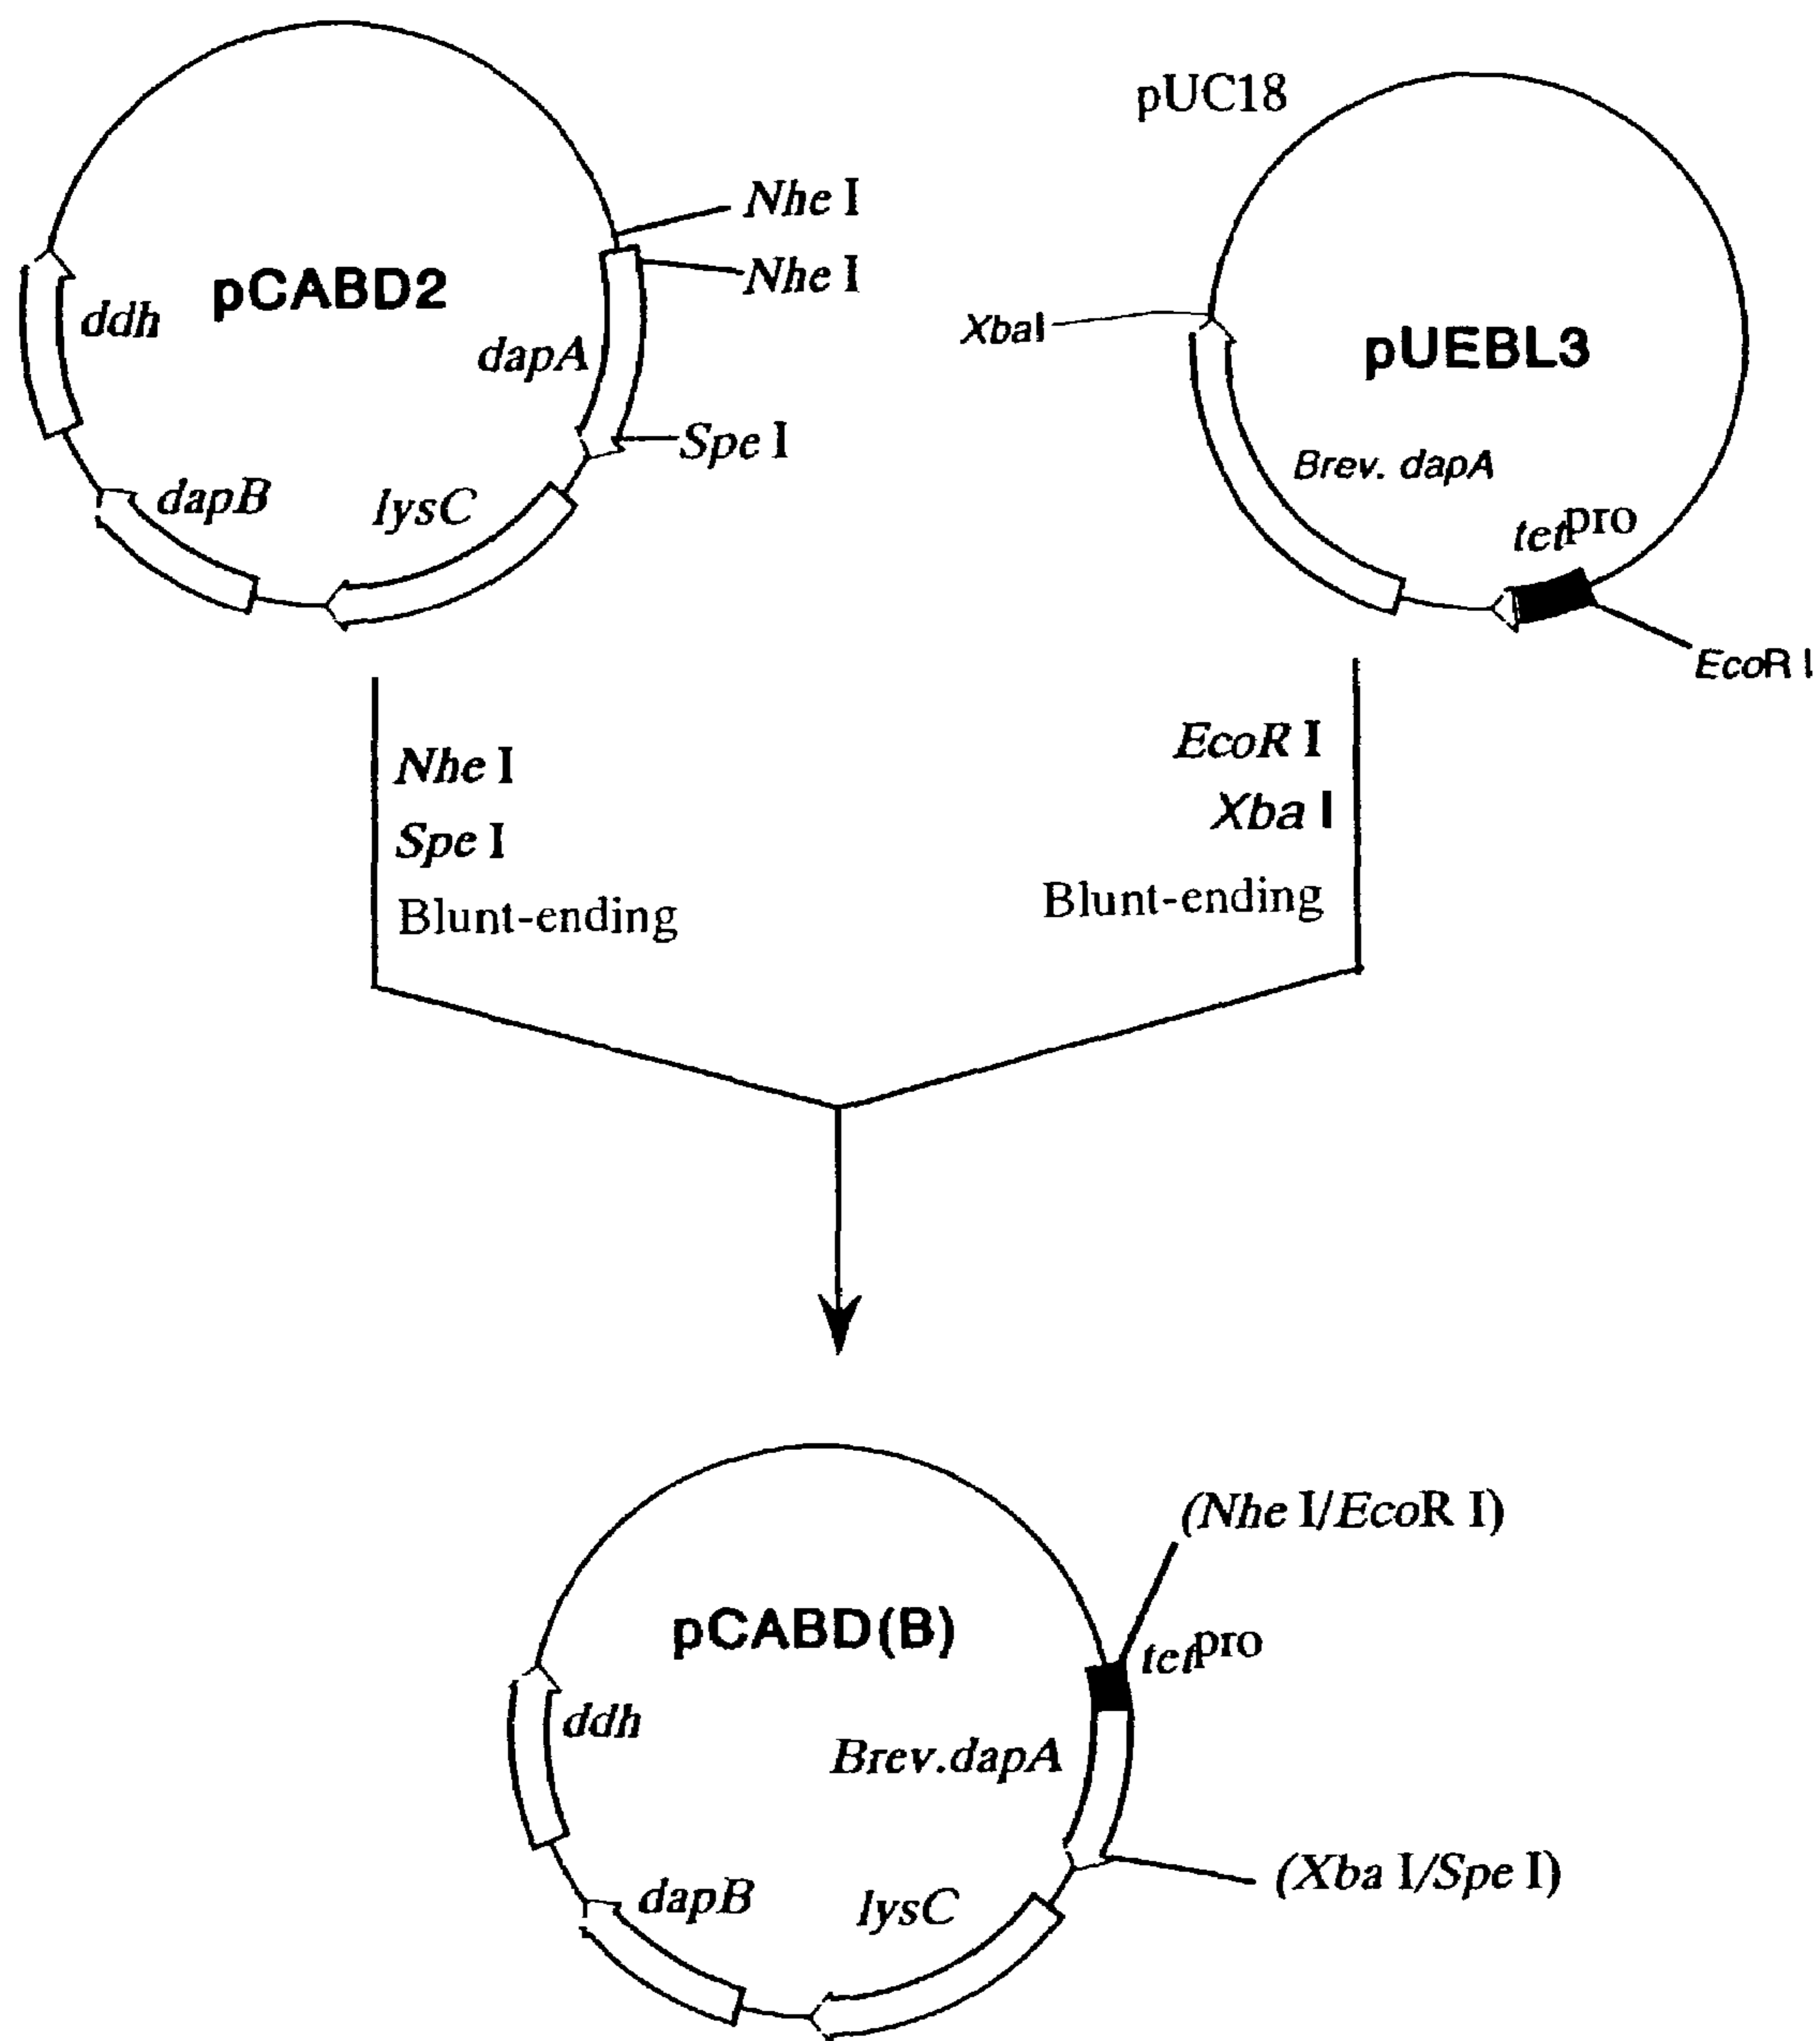 pUC18
Nhe I
Nhe I
pCABD2
ddh
dapA
Spe I
dapB
lysC
XbaI
pUEBL3
Brev. dapA
tetpro
EcoR I
Nhe I
Spe I
Blunt-ending
EcoR I
Xba I
Blunt-ending
(Nhe I/EcoR I)
pCABD(B)
tetpro
ddh
Brev.dapA
(Xba I/Spe I)
dapB
lysC